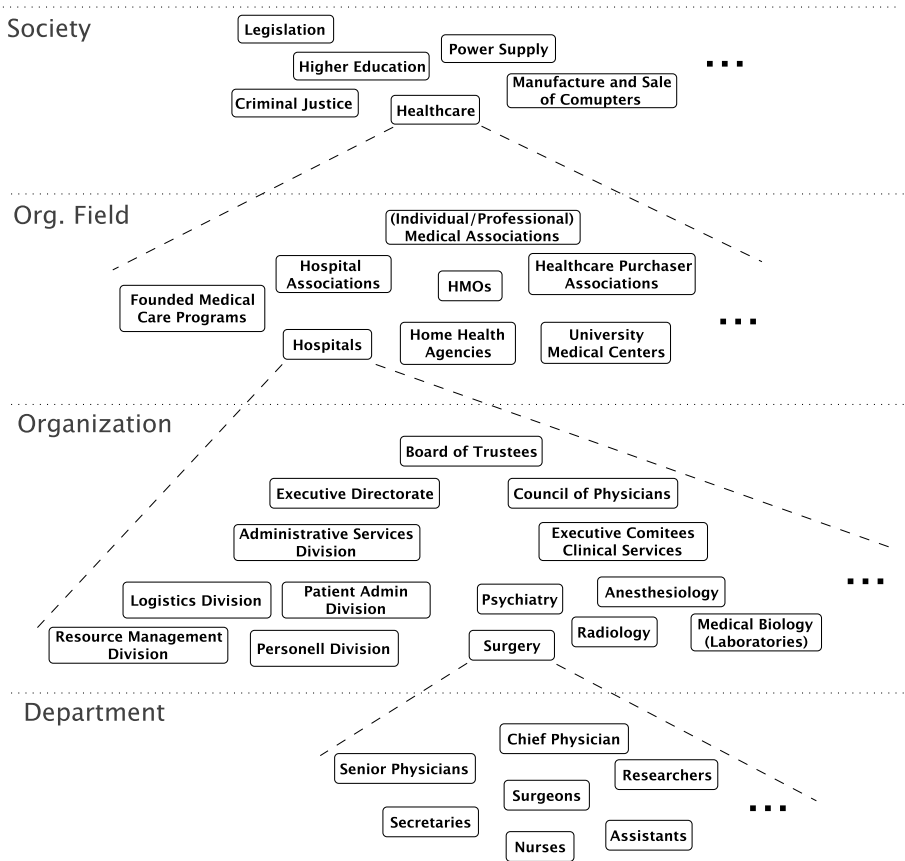 Society
Legislation
Power Supply
Higher Education
...
Manufacture and Sale
of Comupters
Criminal Justice
Healthcare
Org. Field
(Individual/Professional)
Medical Associations
Hospital
Associations
HMOs
Healthcare Purchaser
Associations
Founded Medical
Care Programs
...
Hospitals
Home Health
Agencies
University
Medical Centers
Organization
Board of Trustees
Executive Directorate
Council of Physicians
Administrative Services
Division
Executive Comitees
Clinical Services
...
Logistics Division
Patient Admin
Division
Psychiatry
Anesthesiology
Resource Management
Division
Personell Division
Surgery
Radiology
Medical Biology
(Laboratories)
Department
Chief Physician
Senior Physicians
Researchers
Surgeons
...
Secretaries
Nurses
Assistants